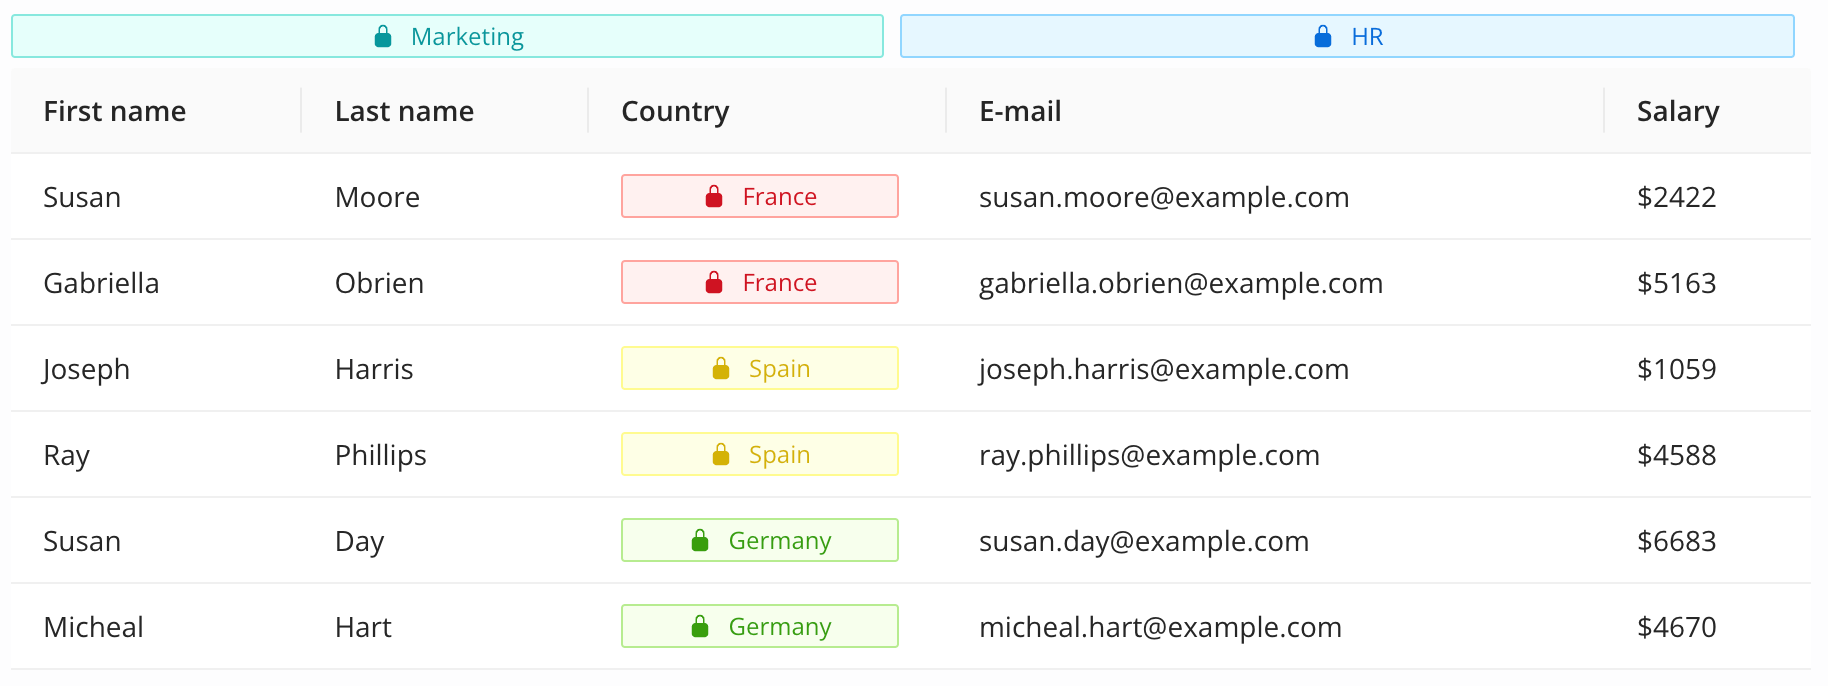 Marketing HR
First name Last name Country E-mail Salary
Susan Moore France susan.moore@example.com $2422
Gabriella Obrien France gabriella.obrien@example.com $5163
Joseph Harris Spain joseph.harris@example.com $1059
Ray Phillips Spain ray.phillips@example.com $4588
Susan Day Germany susan.day@example.com $6683
Micheal Hart Germany micheal.hart@example.com $4670